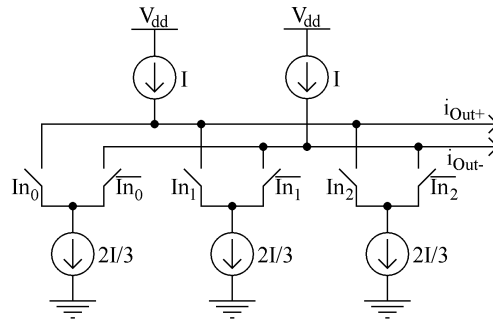 V_dd V_dd
I I
i_Out+
i_Out-
In_0 \overline{In_0} In_1 \overline{In_1} In_2 \overline{In_2}
2I/3 2I/3 2I/3